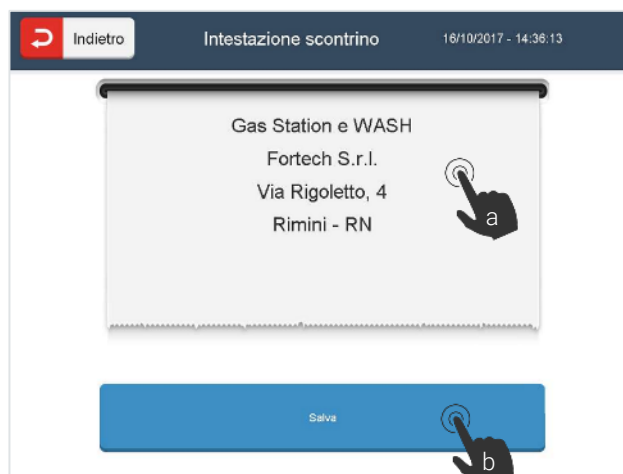 Indietro
Intestazione scontrino
16/10/2017 - 14:36:13
Gas Station e WASH
Fortech S.r.l.
Via Rigoletto, 4
Rimini - RN
a
Salva
b